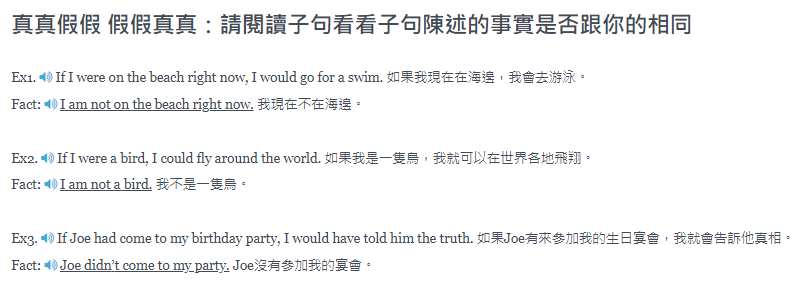 真真假假 假假真真：請閱讀子句看看子句陳述的事實是否跟你的相同
Ex1. If I were on the beach right now, I would go for a swim. 如果我現在在海邊，我會去游泳。
Fact: I am not on the beach right now. 我現在不在海邊。
Ex2. If I were a bird, I could fly around the world. 如果我是一隻鳥，我就可以在世界各地飛翔。
Fact: I am not a bird. 我不是一隻鳥。
Ex3. If Joe had come to my birthday party, I would have told him the truth. 如果Joe有來參加我的生日宴會，我就會告訴他真相。
Fact: Joe didn’t come to my party. Joe沒有參加我的宴會。